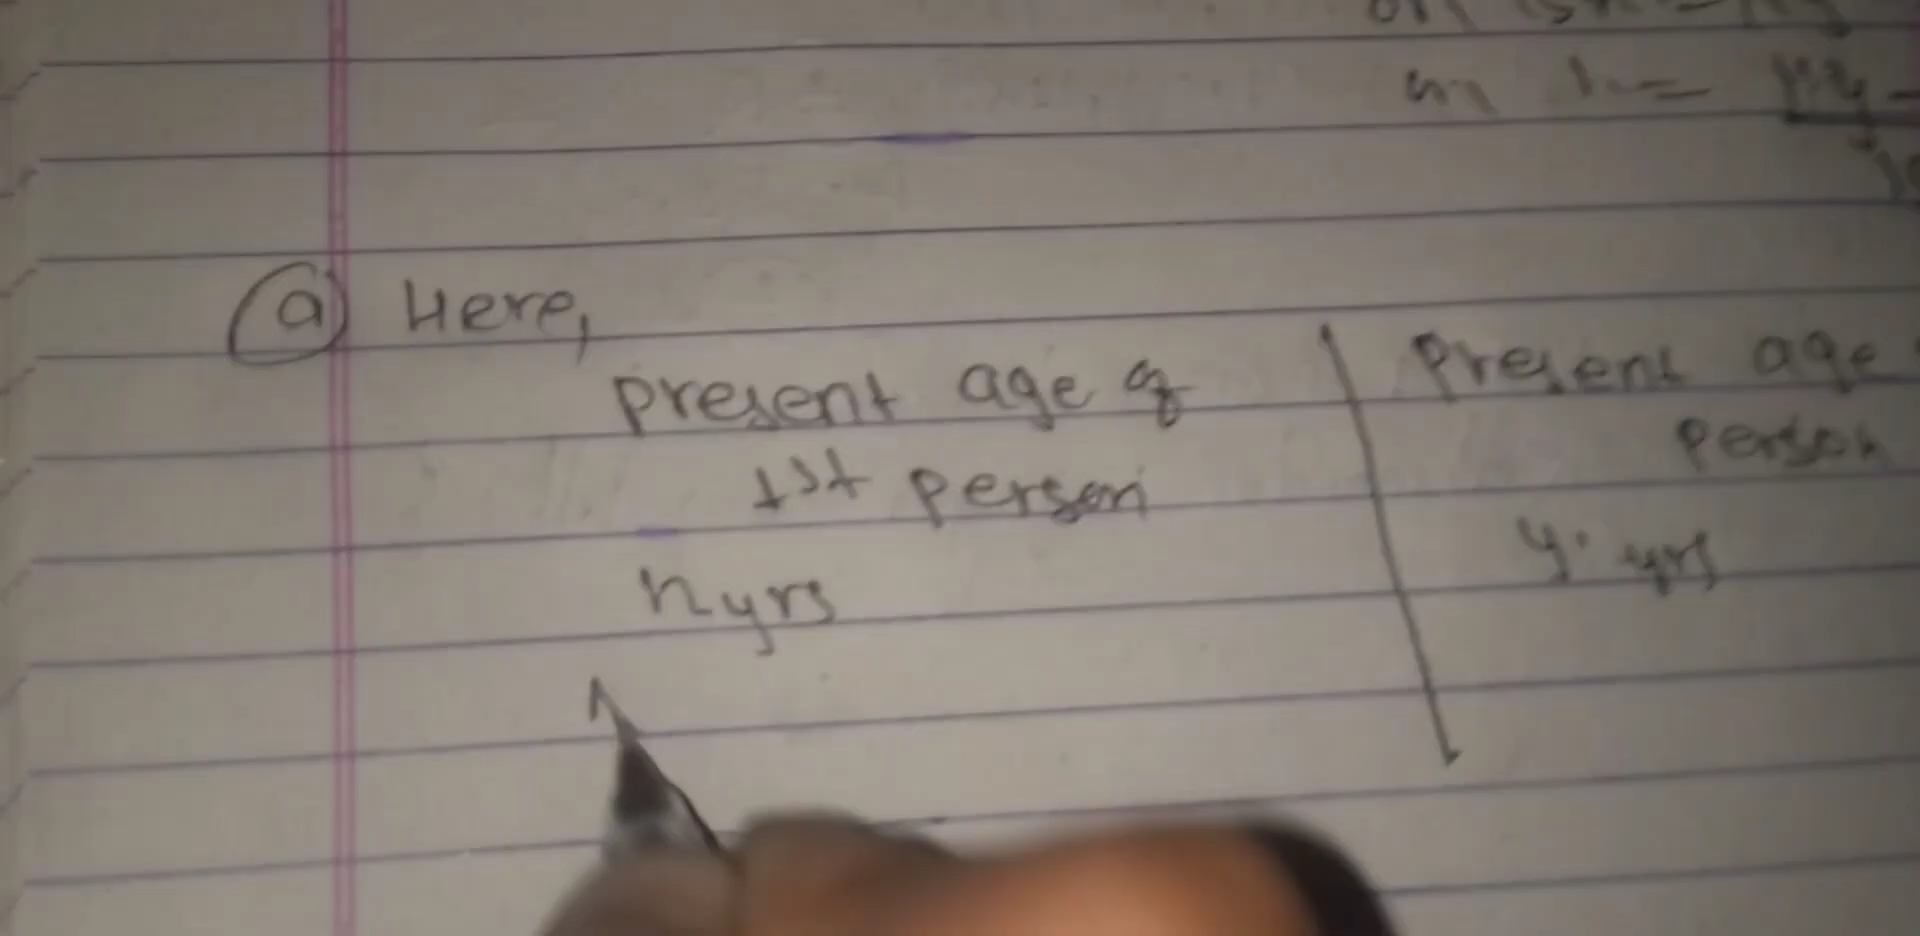 (a) Here,
Present age of
1st person
x yrs
Present age
person
y. yrs